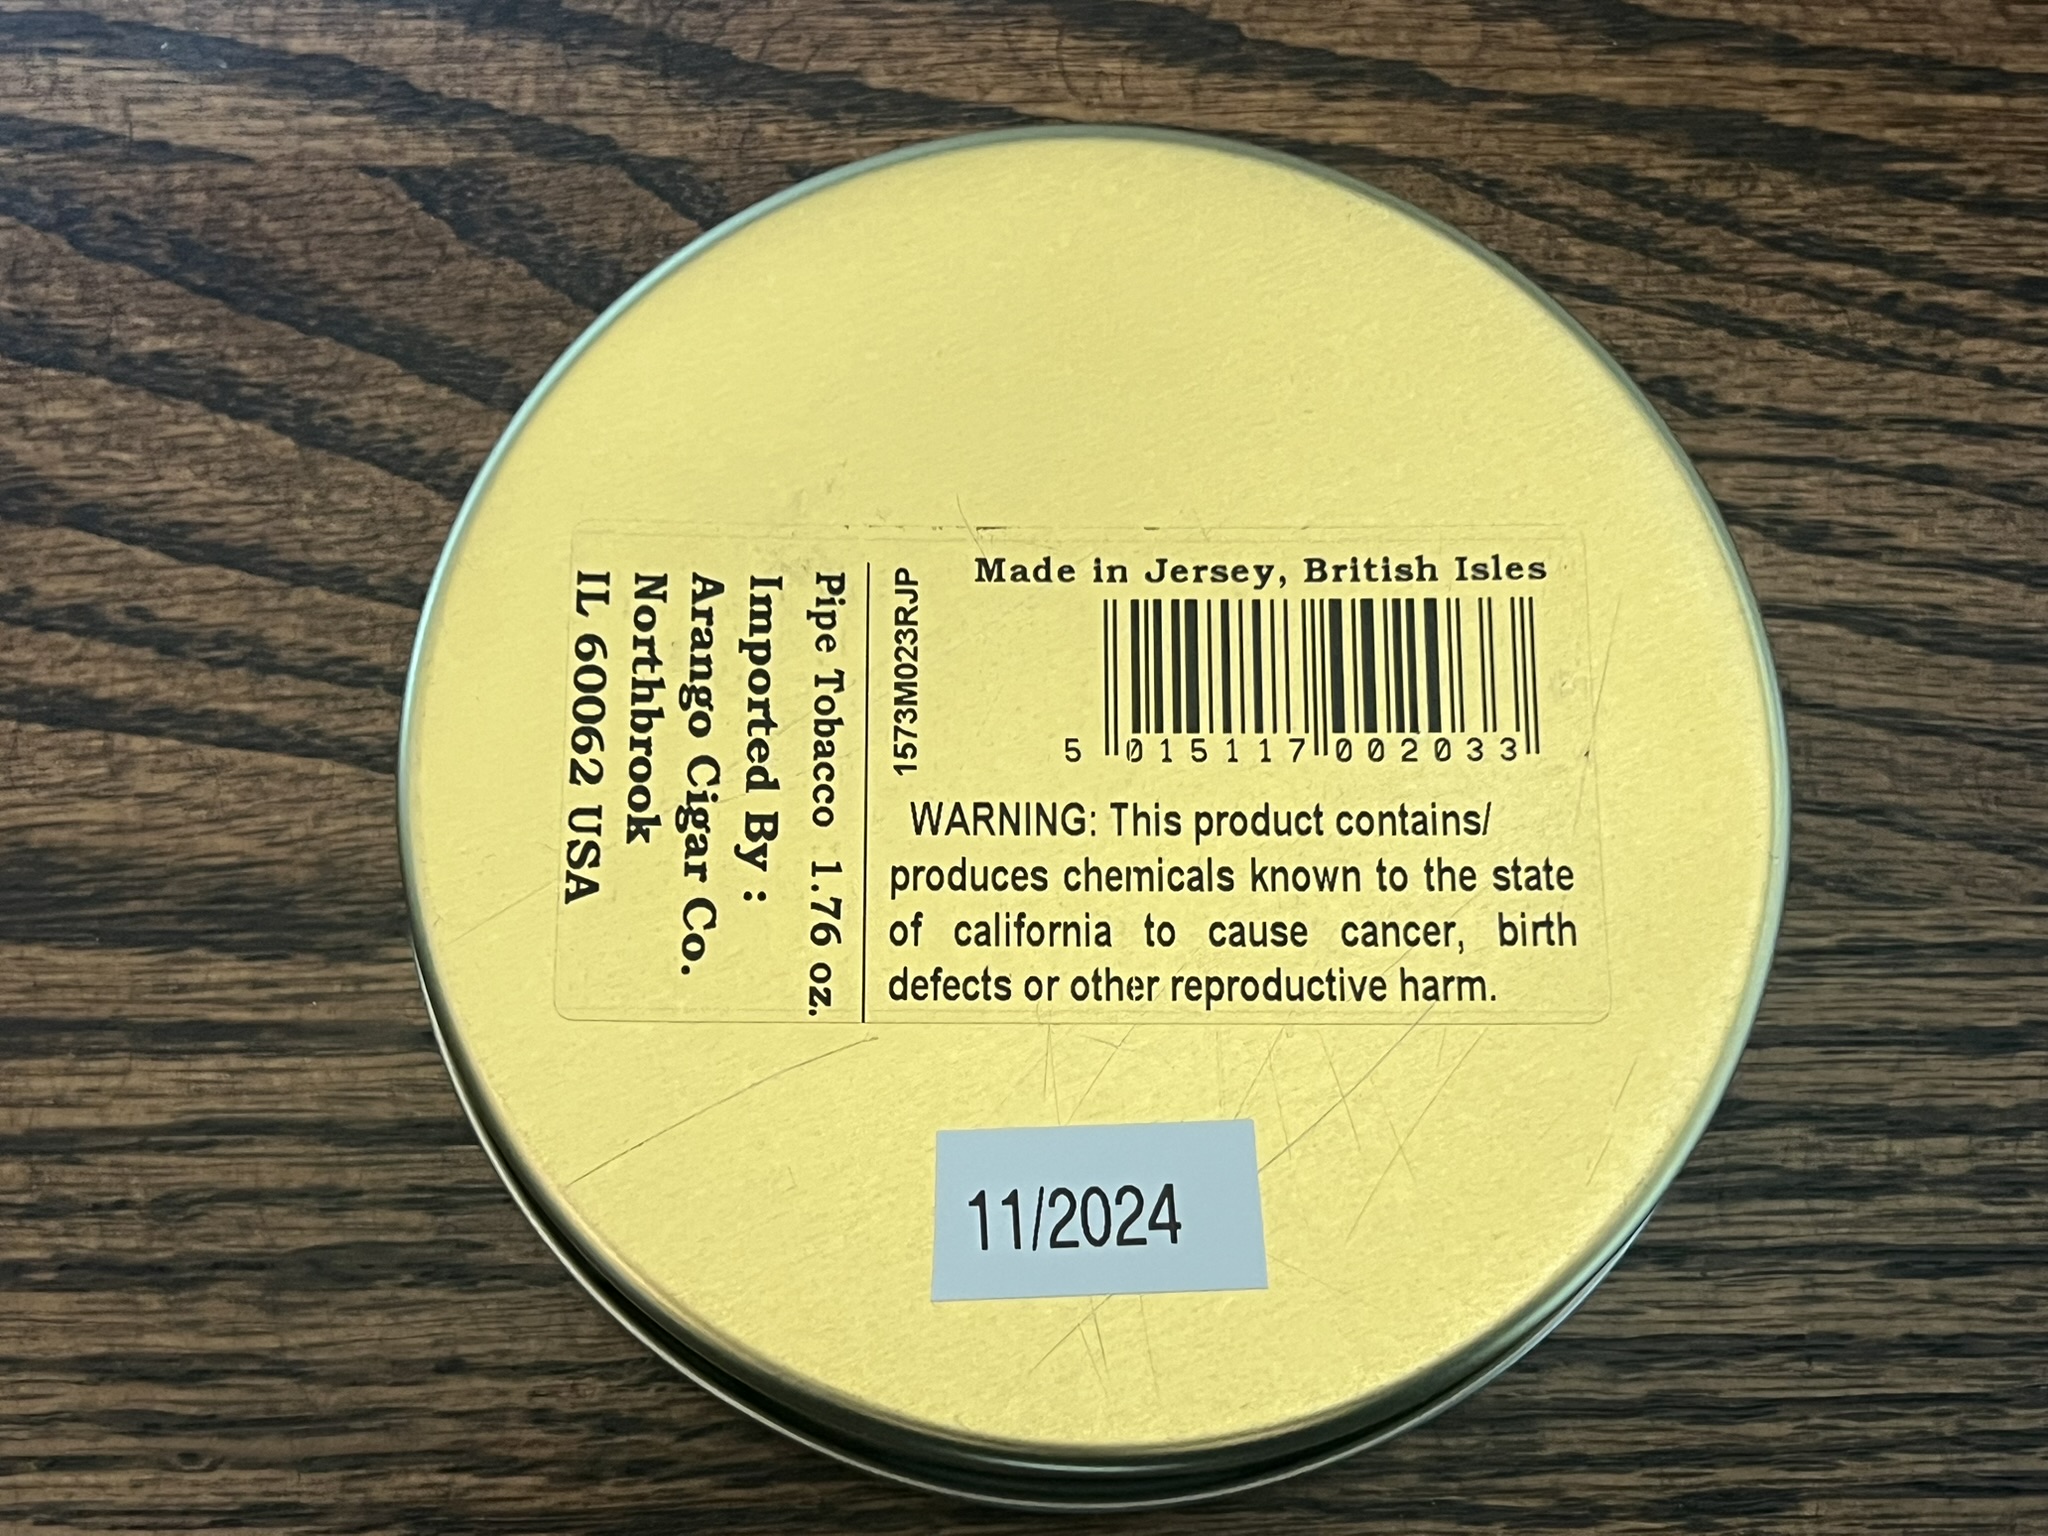 Made in Jersey, British Isles
5 015117 002033
1573M023RJP
WARNING: This product contains/
produces chemicals known to the state
of california to cause cancer, birth
defects or other reproductive harm.
Pipe Tobacco 1.76 oz.
Imported By :
Arango Cigar Co.
Northbrook
IL 60062 USA
11/2024